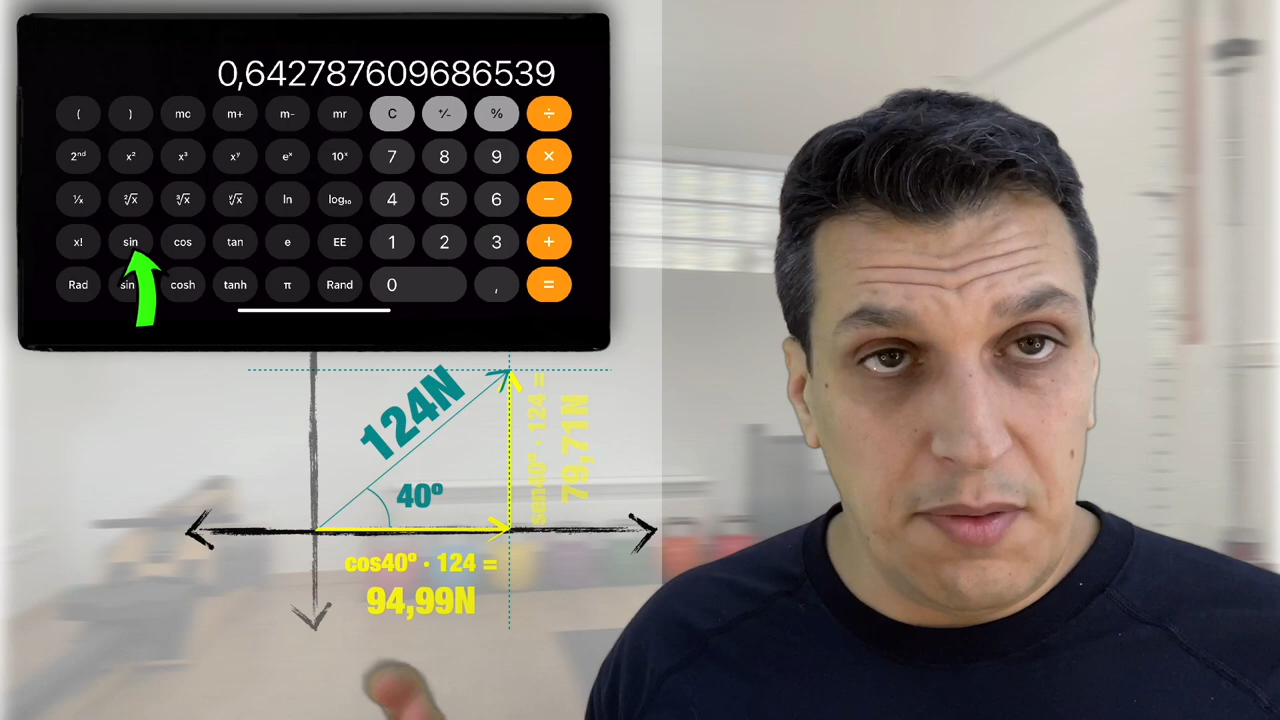 0,642787609686539
( ) mc m+ m- mr C +/- % ÷
2nd x² x³ xʸ eˣ 10ˣ 7 8 9 ×
1/x ²√x ³√x ʸ√x ln log₁₀ 4 5 6 −
x! sin cos tan e EE 1 2 3 +
Rad sin cosh tanh π Rand 0 , =
124N
40º
sen40º · 124 =
79,71N
cos40º · 124 =
94,99N